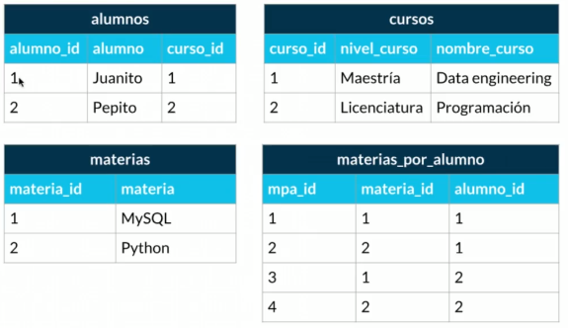 alumnos
alumno_id alumno curso_id
1 Juanito 1
2 Pepito 2
cursos
curso_id nivel_curso nombre_curso
1 Maestría Data engineering
2 Licenciatura Programación
materias
materia_id materia
1 MySQL
2 Python
materias_por_alumno
mpa_id materia_id alumno_id
1 1 1
2 2 1
3 1 2
4 2 2